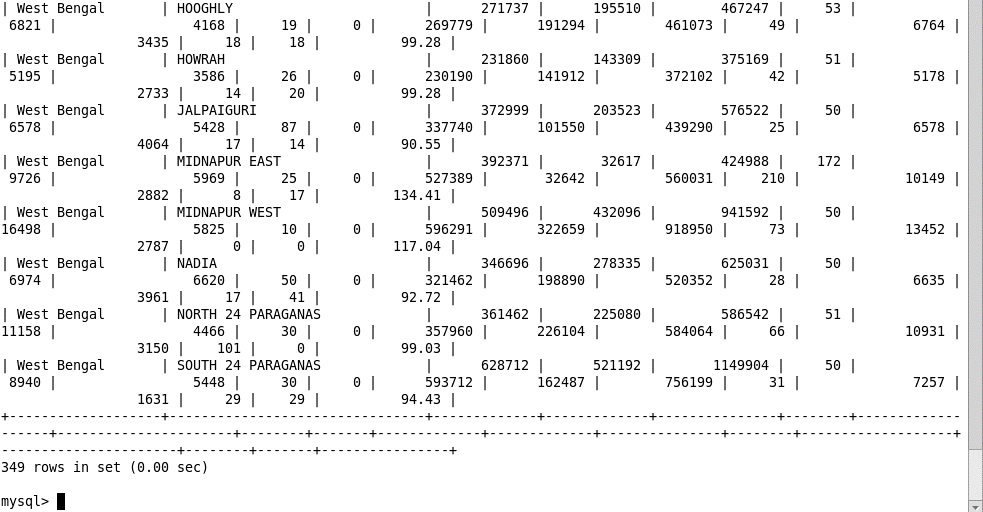 | West Bengal       | HOOGHLY                        |      271737 |      195510 |         467247 |   53 |
 6821 |                 4168 |     19 |     0 |      269779 |      191294 |         461073 |   49 |              6764 |
                 3435 |     18 |     18 |          99.28 |
| West Bengal       | HOWRAH                         |      231860 |      143309 |         375169 |   51 |
 5195 |                 3586 |     26 |     0 |      230190 |      141912 |         372102 |   42 |              5178 |
                 2733 |     14 |     20 |          99.28 |
| West Bengal       | JALPAIGURI                     |      372999 |      203523 |         576522 |   50 |
 6578 |                 5428 |     87 |     0 |      337740 |      101550 |         439290 |   25 |              6578 |
                 4064 |     17 |     14 |          90.55 |
| West Bengal       | MIDNAPUR EAST                  |      392371 |       32617 |         424988 |  172 |
 9726 |                 5969 |     25 |     0 |      527389 |       32642 |         560031 |  210 |             10149 |
                 2882 |      8 |     17 |         134.41 |
| West Bengal       | MIDNAPUR WEST                  |      509496 |      432096 |         941592 |   50 |
16498 |                 5825 |     10 |     0 |      596291 |      322659 |         918950 |   73 |             13452 |
                 2787 |      0 |      0 |         117.04 |
| West Bengal       | NADIA                          |      346696 |      278335 |         625031 |   50 |
 6974 |                 6620 |     50 |     0 |      321462 |      198890 |         520352 |   28 |              6635 |
                 3961 |     17 |     41 |          92.72 |
| West Bengal       | NORTH 24 PARAGANAS             |      361462 |      225080 |         586542 |   51 |
11158 |                 4466 |     30 |     0 |      357960 |      226104 |         584064 |   66 |             10931 |
                 3150 |    101 |      0 |          99.03 |
| West Bengal       | SOUTH 24 PARAGANAS             |      628712 |      521192 |        1149904 |   50 |
 8940 |                 5448 |     30 |     0 |      593712 |      162487 |         756199 |   31 |              7257 |
                 1631 |     29 |     29 |          94.43 |
+-------------------+--------------------------------+-------------+-------------+---------------+--------+-------------
------+----------------------+--------+-------+-------------+-------------+---------------+--------+-------------------+
----------------------+--------+-------+----------------+
349 rows in set (0.00 sec)
mysql>